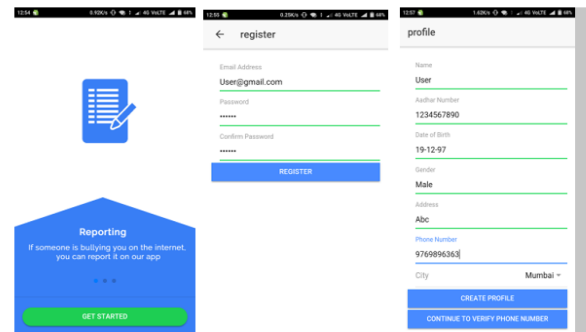 12:54
0.92K/s 4G VoLTE 68%
Reporting
If someone is bullying you on the internet,
you can report it on our app
GET STARTED
12:55
0.29K/s 4G VoLTE 68%
register
Email Address
User@gmail.com
Password
••••••
Confirm Password
••••••
REGISTER
12:57
1.62K/s 4G VoLTE 68%
profile
Name
User
Aadhar Number
1234567890
Date of Birth
19-12-97
Gender
Male
Address
Abc
Phone Number
9769896363
City Mumbai
CREATE PROFILE
CONTINUE TO VERIFY PHONE NUMBER